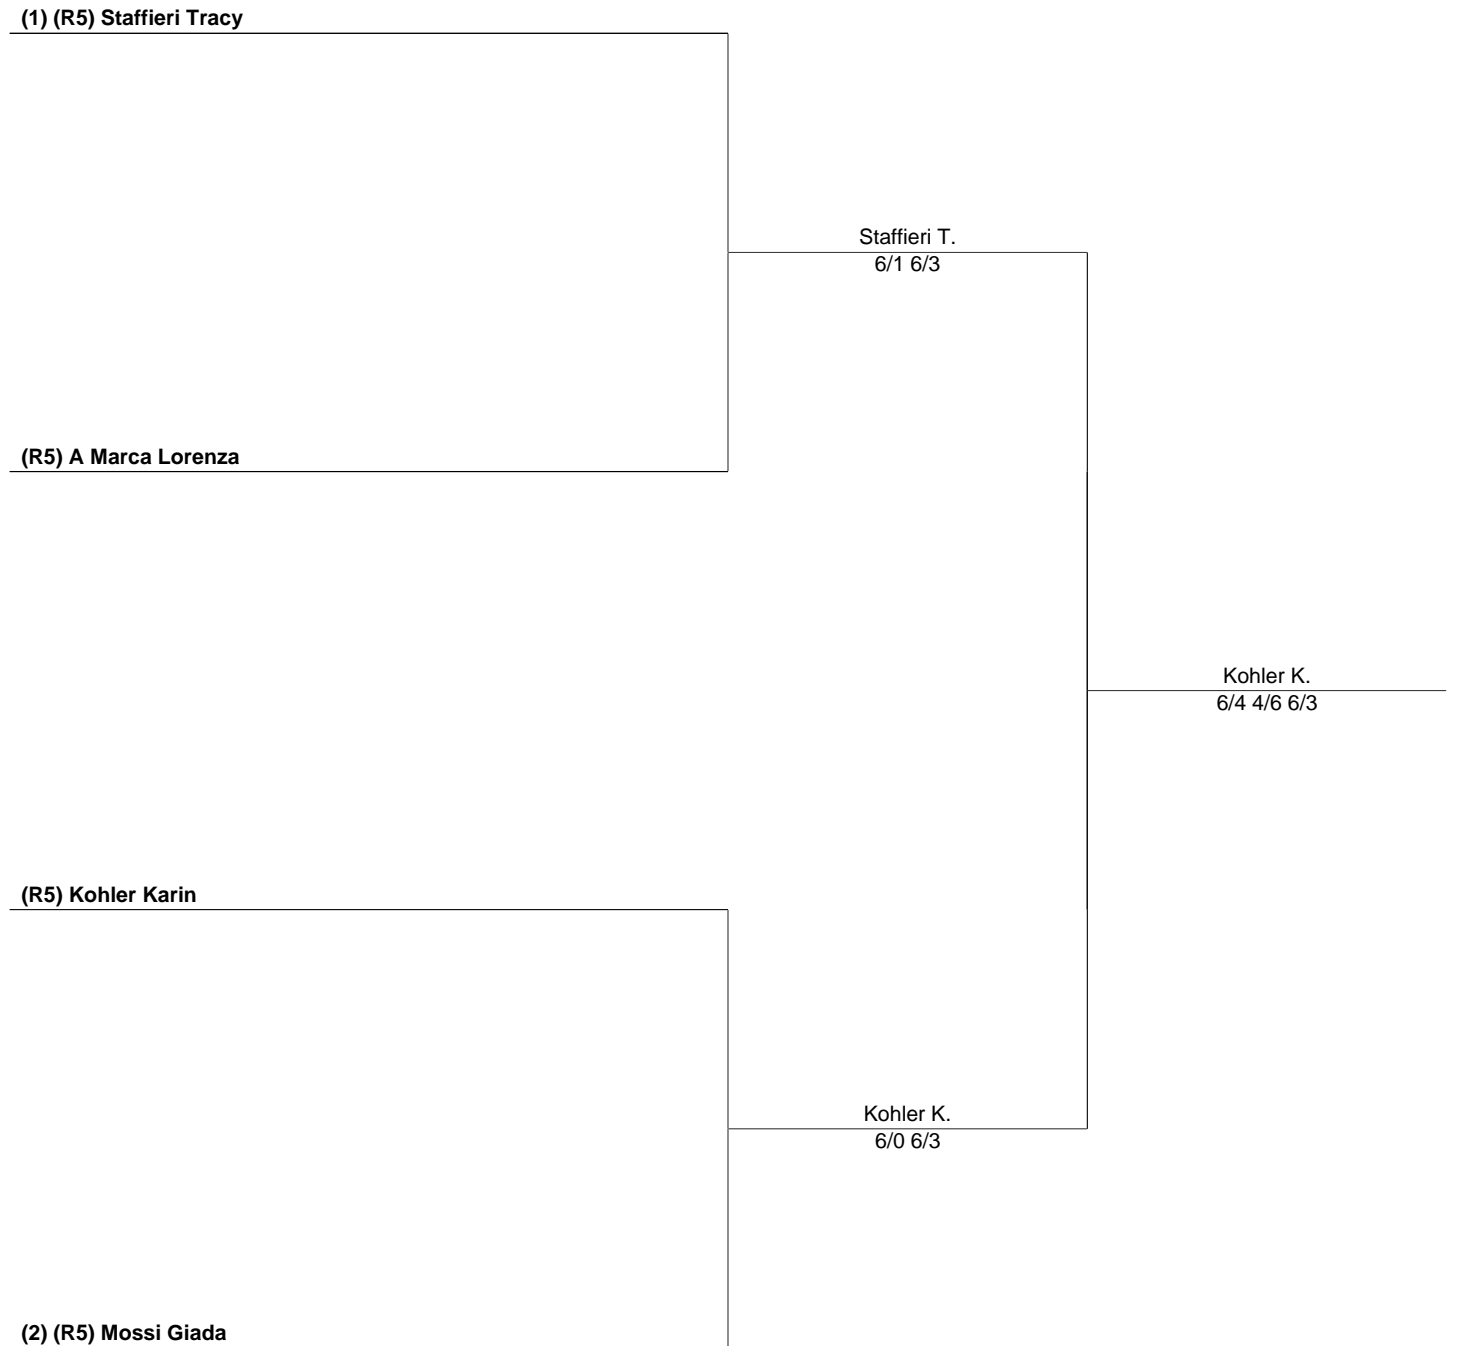 (1) (R5) Staffieri Tracy
Staffieri T.
6/1 6/3
(R5) A Marca Lorenza
Kohler K.
6/4 4/6 6/3
(R5) Kohler Karin
Kohler K.
6/0 6/3
(2) (R5) Mossi Giada